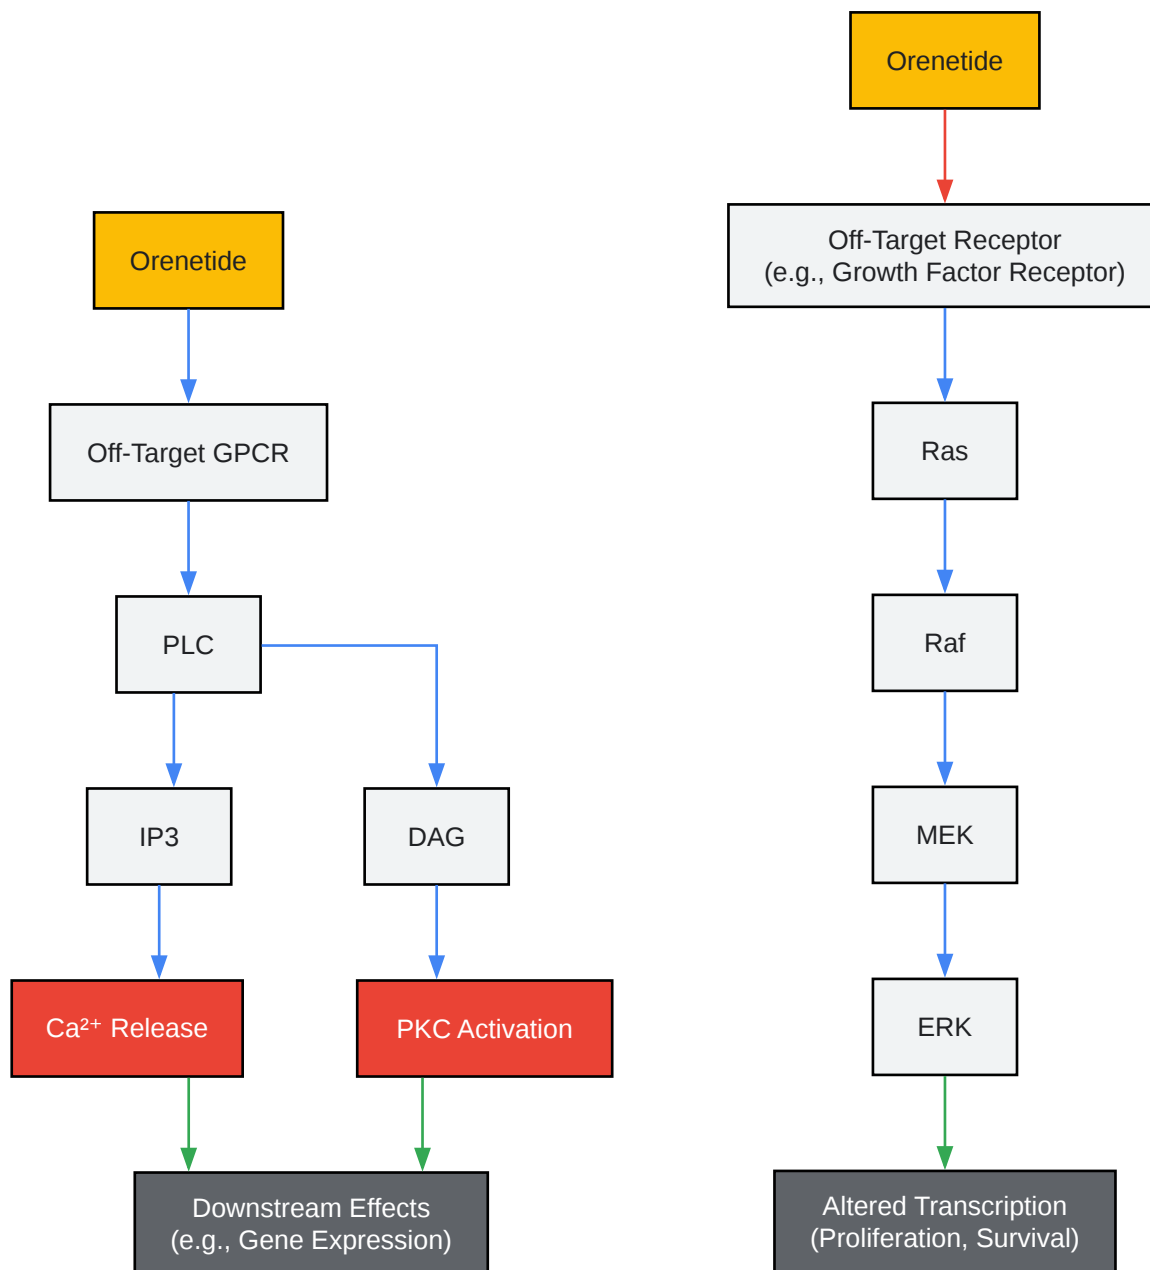 Orenetide
Off-Target GPCR
PLC
IP3
DAG
Ca²⁺ Release
PKC Activation
Downstream Effects
(e.g., Gene Expression)
Orenetide
Off-Target Receptor
(e.g., Growth Factor Receptor)
Ras
Raf
MEK
ERK
Altered Transcription
(Proliferation, Survival)